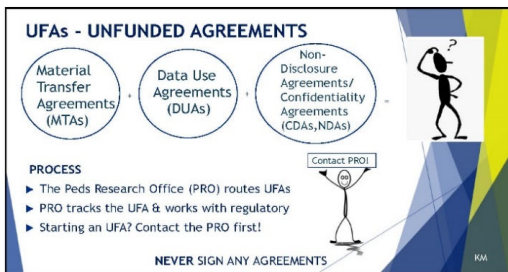 UFAs - UNFUNDED AGREEMENTS
Material
Transfer
Agreements
(MTAs)
+
Data Use
Agreements
(DUAs)
+
Non-
Disclosure
Agreements/
Confidentiality
Agreements
(CDAs,NDAs)
=
?
Contact PRO!
PROCESS
The Peds Research Office (PRO) routes UFAs
PRO tracks the UFA & works with regulatory
Starting an UFA? Contact the PRO first!
NEVER SIGN ANY AGREEMENTS
KM